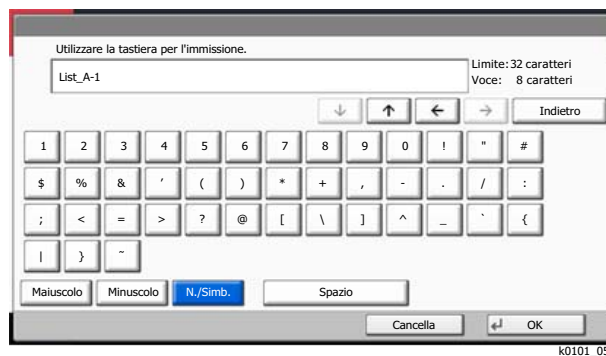 Utilizzare la tastiera per l'immissione.
List_A-1
Limite: 32 caratteri
Voce: 8 caratteri
Indietro
1 2 3 4 5 6 7 8 9 0 ! " #
$ % & ' ( ) * + , - . / :
; < = > ? @ [ \ ] ^ _ ` {
| } ~
Maiuscolo Minuscolo N./Simb. Spazio
Cancella OK
k0101_05